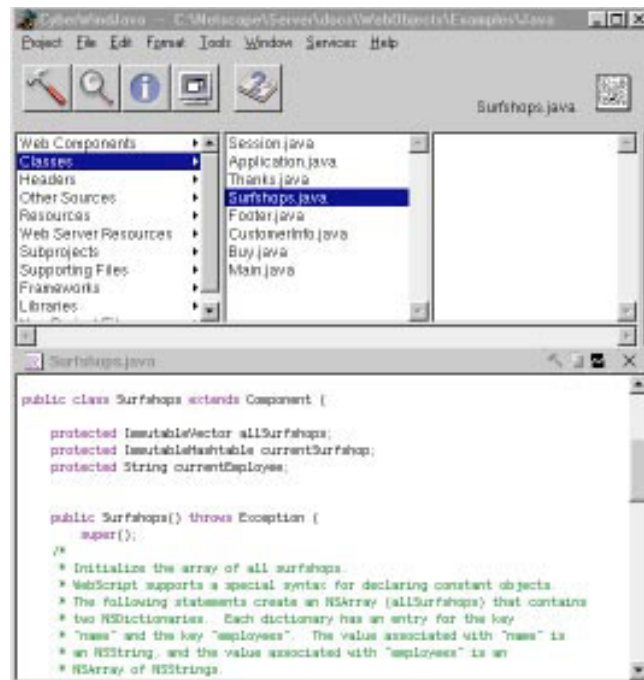 CyberWindJava — C:\Netscape\Server\docs\WebObjects\Examples\Java
Project File Edit Format Tools Window Services Help
Surfshops.java
Web Components
Classes
Headers
Other Sources
Resources
Web Server Resources
Subprojects
Supporting Files
Frameworks
Libraries
Session.java
Application.java
Thanks.java
Surfshops.java
Footer.java
CustomerInfo.java
Buy.java
Main.java
Surfshops.java
public class Surfshops extends Component {
protected ImmutableVector allSurfshops;
protected ImmutableHashtable currentSurfshop;
protected String currentEmployee;
public Surfshops() throws Exception {
super();
/*
* Initialize the array of all surfshops.
* WebScript supports a special syntax for declaring constant objects.
* The following statements create an NSArray (allSurfshops) that contains
* two NSDictionaries. Each dictionary has an entry for the key
* "name" and the key "employees". The value associated with "name" is
* an NSString, and the value associated with "employees" is an
* NSArray of NSStrings.